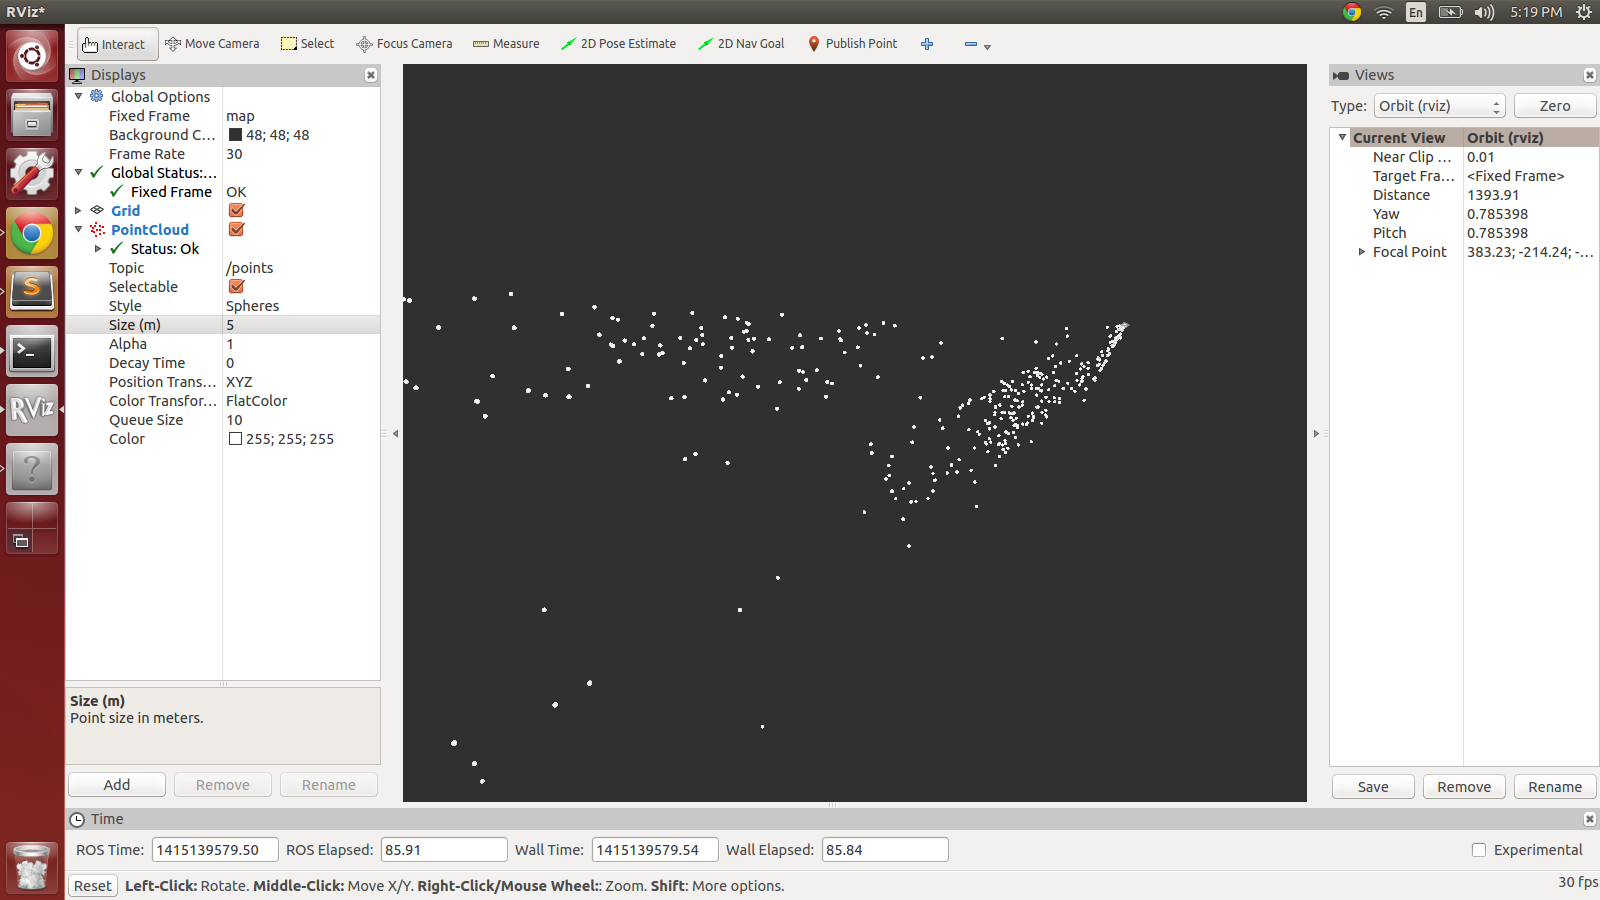 RViz*
En
5:19 PM
Interact
Move Camera
Select
Focus Camera
Measure
2D Pose Estimate
2D Nav Goal
Publish Point
Displays
Global Options
Fixed Frame map
Background C... 48; 48; 48
Frame Rate 30
Global Status:...
Fixed Frame OK
Grid
PointCloud
Status: Ok
Topic /points
Selectable
Style Spheres
Size (m) 5
Alpha 1
Decay Time 0
Position Trans... XYZ
Color Transfor... FlatColor
Queue Size 10
Color 255; 255; 255
Size (m)
Point size in meters.
Add Remove Rename
S
>_
RViz
?
Views
Type: Orbit (rviz) Zero
Current View Orbit (rviz)
Near Clip ... 0.01
Target Fra... <Fixed Frame>
Distance 1393.91
Yaw 0.785398
Pitch 0.785398
Focal Point 383.23; -214.24; -...
Save Remove Rename
Time
ROS Time: 1415139579.50 ROS Elapsed: 85.91 Wall Time: 1415139579.54 Wall Elapsed: 85.84 Experimental
Reset Left-Click: Rotate. Middle-Click: Move X/Y. Right-Click/Mouse Wheel:: Zoom. Shift: More options. 30 fps